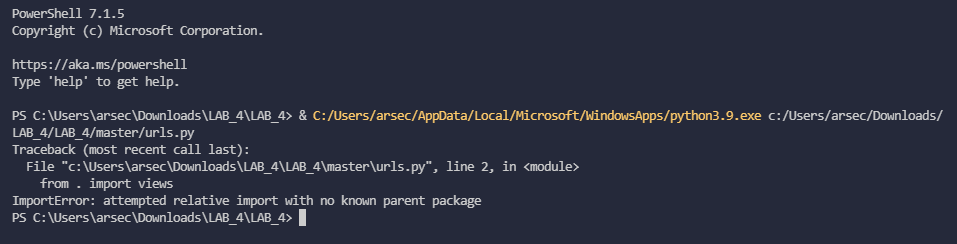 PowerShell 7.1.5
Copyright (c) Microsoft Corporation.
https://aka.ms/powershell
Type 'help' to get help.
PS C:\Users\arsec\Downloads\LAB_4\LAB_4> & C:/Users/arsec/AppData/Local/Microsoft/WindowsApps/python3.9.exe c:/Users/arsec/Downloads/
LAB_4/LAB_4/master/urls.py
Traceback (most recent call last):
  File "c:\Users\arsec\Downloads\LAB_4\LAB_4\master\urls.py", line 2, in <module>
    from . import views
ImportError: attempted relative import with no known parent package
PS C:\Users\arsec\Downloads\LAB_4\LAB_4>